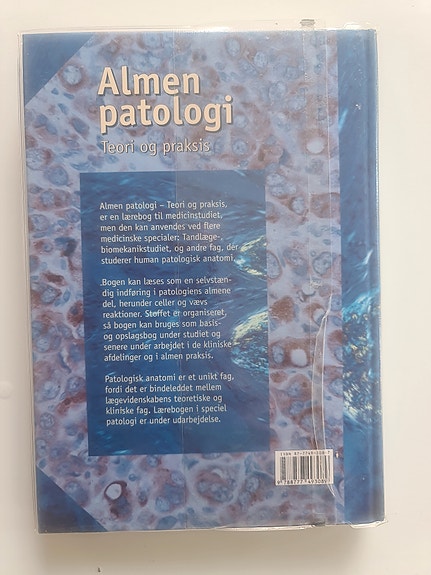 Almen
patologi
Teori og praksis
Almen patologi – Teori og praksis,
er en lærebog til medicinstudiet,
men den kan anvendes ved flere
medicinske specialer: Tandlæge-,
biomekanikstudiet, og andre fag, der
studerer human patologisk anatomi.
Bogen kan læses som en selvstæn-
dig indføring i patologiens almene
del, herunder celler og vævs
reaktioner. Stoffet er organiseret,
så bogen kan bruges som basis-
og opslagbog under studiet og
senere under arbejdet i de kliniske
afdelinger og i almen praksis.
Patologisk anatomi er et unikt fag,
fordi det er bindeleddet mellem
lægevidenskabens teoretiske og
kliniske fag. Lærebogen i speciel
patologi er under udarbejdelse.
ISBN